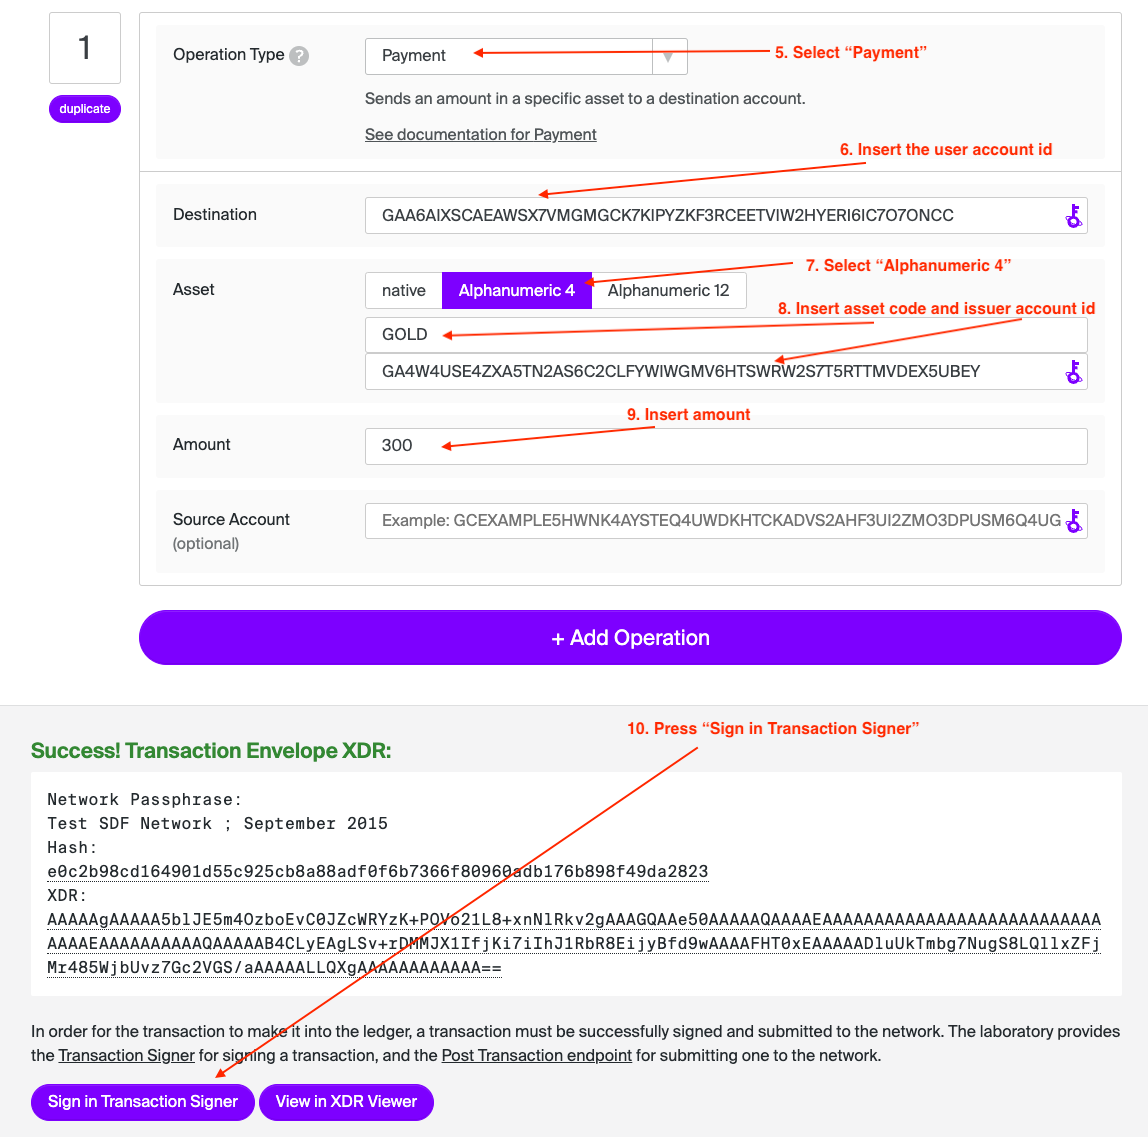 1
duplicate
Operation Type ?
Payment
5. Select “Payment”
Sends an amount in a specific asset to a destination account.
See documentation for Payment
6. Insert the user account id
Destination
GAA6AIXSCAEAWSX7VMGMGCK7KIPYZKF3RCEETVIW2HYERI6IC7O7ONCC
7. Select “Alphanumeric 4”
Asset
native Alphanumeric 4 Alphanumeric 12
8. Insert asset code and issuer account id
GOLD
GA4W4USE4ZXA5TN2AS6C2CLFYWIWGMV6HTSWRW2S7T5RTTMVDEX5UBEY
9. Insert amount
Amount
300
Source Account
(optional)
Example: GCEXAMPLE5HWNK4AYSTEQ4UWDKHTCKADVS2AHF3UI2ZMO3DPUSM6Q4UG
+ Add Operation
10. Press “Sign in Transaction Signer”
Success! Transaction Envelope XDR:
Network Passphrase:
Test SDF Network ; September 2015
Hash:
e0c2b98cd164901d55c925cb8a88adf0f6b7366f80960adb176b898f49da2823
XDR:
AAAAAgAAAAA5blJE5m4OzboEvC0JZcWRYzK+POVo21L8+xnNlRkv2gAAAGQAAe50AAAAAQAAAAEAAAAAAAAAAAAAAAAAAAAAAAAAAA
AAAAEAAAAAAAAAAQAAAAAB4CLyEAgLSv+rDMMJX1IfjKi7iIhJ1RbR8EijyBfd9wAAAAFHT0xEAAAAADluUkTmbg7NugS8LQllxZFj
Mr485WjbUvz7Gc2VGS/aAAAAALLQXgAAAAAAAAAAAA==
In order for the transaction to make it into the ledger, a transaction must be successfully signed and submitted to the network. The laboratory provides
the Transaction Signer for signing a transaction, and the Post Transaction endpoint for submitting one to the network.
Sign in Transaction Signer View in XDR Viewer